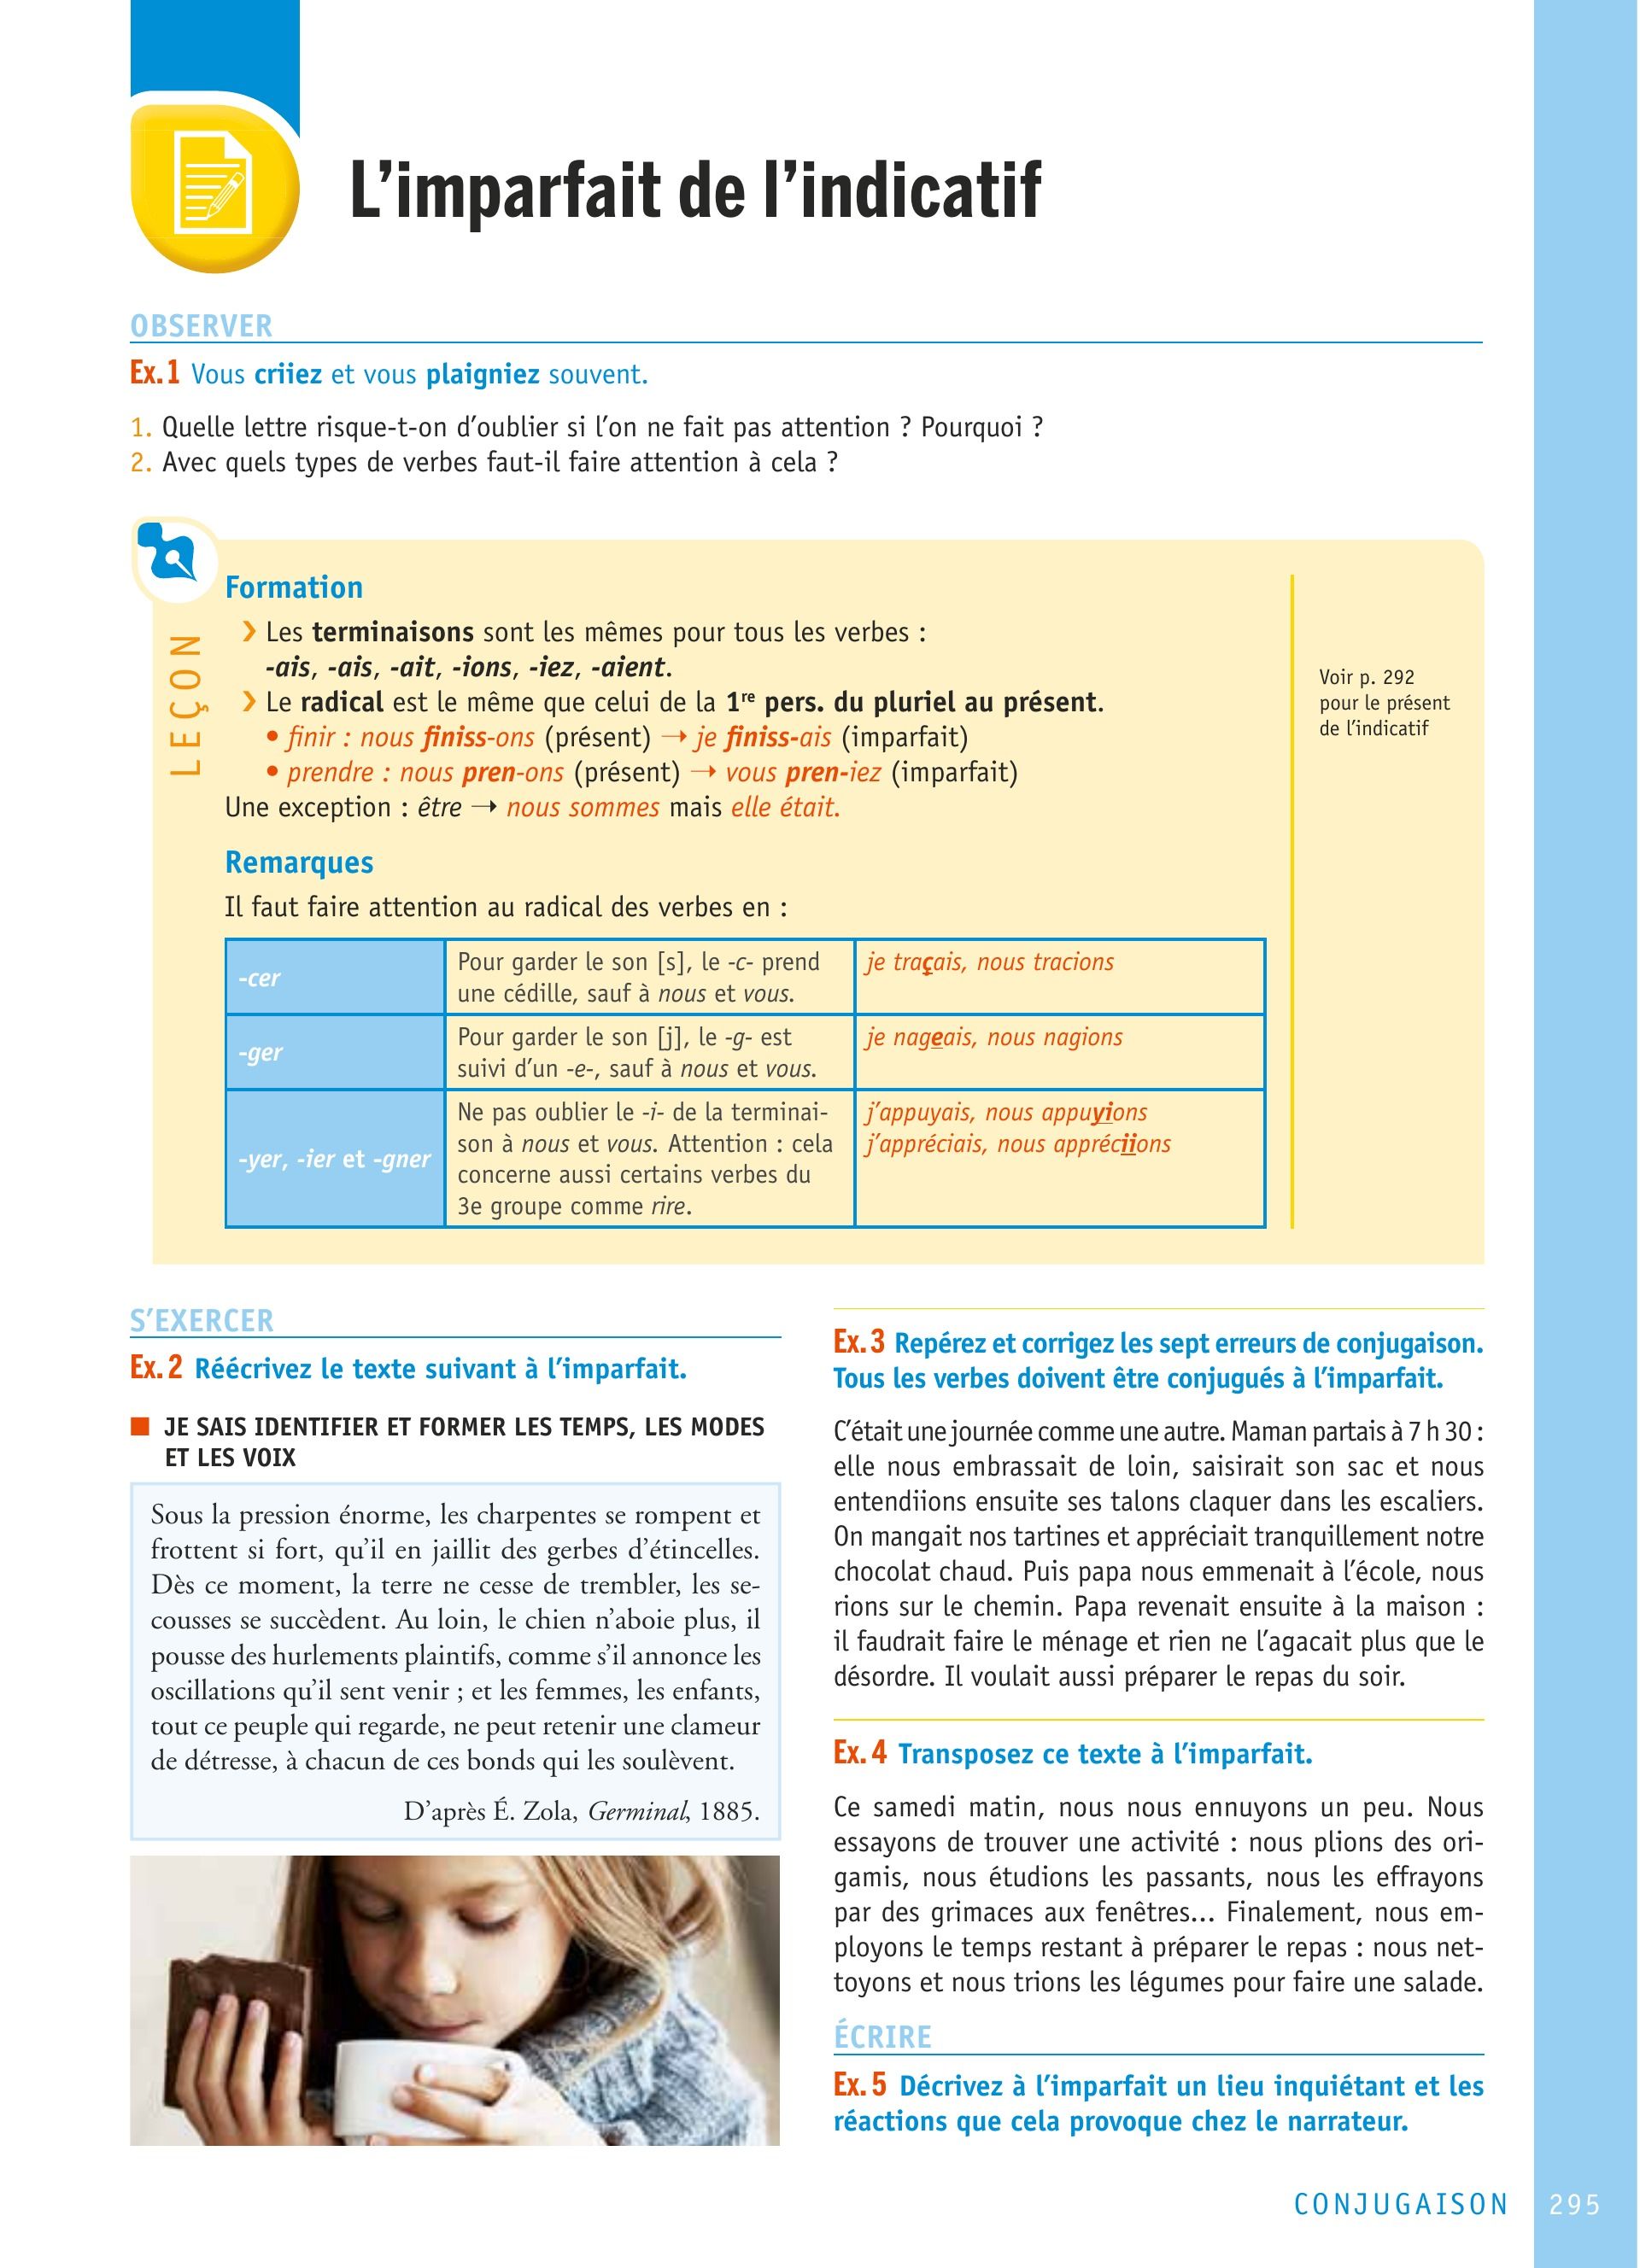 L'imparfait de l'indicatif
OBSERVER
Ex. 1 Vous criiez et vous plaigniez souvent.
1. Quelle lettre risque-t-on d'oublier si l'on ne fait pas attention ? Pourquoi ?
2. Avec quels types de verbes faut-il faire attention à cela ?
LEÇON
Formation
› Les terminaisons sont les mêmes pour tous les verbes :
-ais, -ais, -ait, -ions, -iez, -aient.
› Le radical est le même que celui de la 1re pers. du pluriel au présent.
• finir : nous finiss-ons (présent) → je finiss-ais (imparfait)
• prendre : nous pren-ons (présent) → vous pren-iez (imparfait)
Une exception : être → nous sommes mais elle était.
Voir p. 292
pour le présent
de l'indicatif
Remarques
Il faut faire attention au radical des verbes en :
-cer
Pour garder le son [s], le -c- prend
une cédille, sauf à nous et vous.
je traçais, nous tracions
-ger
Pour garder le son [j], le -g- est
suivi d'un -e-, sauf à nous et vous.
je nageais, nous nagions
-yer, -ier et -gner
Ne pas oublier le -i- de la terminai-
son à nous et vous. Attention : cela
concerne aussi certains verbes du
3e groupe comme rire.
j'appuyais, nous appuyions
j'appréciais, nous appréciions
S'EXERCER
Ex. 2 Réécrivez le texte suivant à l'imparfait.
■ JE SAIS IDENTIFIER ET FORMER LES TEMPS, LES MODES
ET LES VOIX
Sous la pression énorme, les charpentes se rompent et
frottent si fort, qu'il en jaillit des gerbes d'étincelles.
Dès ce moment, la terre ne cesse de trembler, les se-
cousses se succèdent. Au loin, le chien n'aboie plus, il
pousse des hurlements plaintifs, comme s'il annonce les
oscillations qu'il sent venir ; et les femmes, les enfants,
tout ce peuple qui regarde, ne peut retenir une clameur
de détresse, à chacun de ces bonds qui les soulèvent.
D'après É. Zola, Germinal, 1885.
Ex. 3 Repérez et corrigez les sept erreurs de conjugaison.
Tous les verbes doivent être conjugués à l'imparfait.
C'était une journée comme une autre. Maman partais à 7 h 30 :
elle nous embrassait de loin, saisirait son sac et nous
entendiions ensuite ses talons claquer dans les escaliers.
On mangait nos tartines et appréciait tranquillement notre
chocolat chaud. Puis papa nous emmenait à l'école, nous
rions sur le chemin. Papa revenait ensuite à la maison :
il faudrait faire le ménage et rien ne l'agacait plus que le
désordre. Il voulait aussi préparer le repas du soir.
Ex. 4 Transposez ce texte à l'imparfait.
Ce samedi matin, nous nous ennuyons un peu. Nous
essayons de trouver une activité : nous plions des ori-
gamis, nous étudions les passants, nous les effrayons
par des grimaces aux fenêtres... Finalement, nous em-
ployons le temps restant à préparer le repas : nous net-
toyons et nous trions les légumes pour faire une salade.
ÉCRIRE
Ex. 5 Décrivez à l'imparfait un lieu inquiétant et les
réactions que cela provoque chez le narrateur.
CONJUGAISON 295